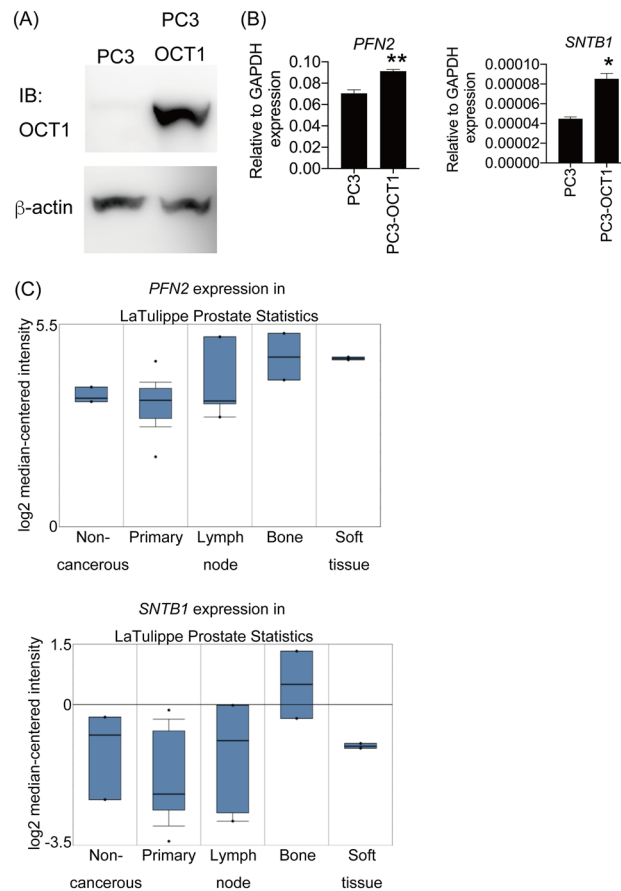 (A)
PC3
PC3 OCT1
IB:
OCT1
β-actin
(B)
PFN2
**
Relative to GAPDH
expression
0.10
0.08
0.06
0.04
0.02
0.00
PC3
PC3-OCT1
SNTB1
*
Relative to GAPDH
expression
0.00010
0.00008
0.00006
0.00004
0.00002
0.00000
PC3
PC3-OCT1
(C)
PFN2 expression in
LaTulippe Prostate Statistics
log2 median-centered intensity
5.5
0
Non-
cancerous
Primary
Lymph
node
Bone
Soft
tissue
SNTB1 expression in
LaTulippe Prostate Statistics
log2 median-centered intensity
1.5
0
-3.5
Non-
cancerous
Primary
Lymph
node
Bone
Soft
tissue